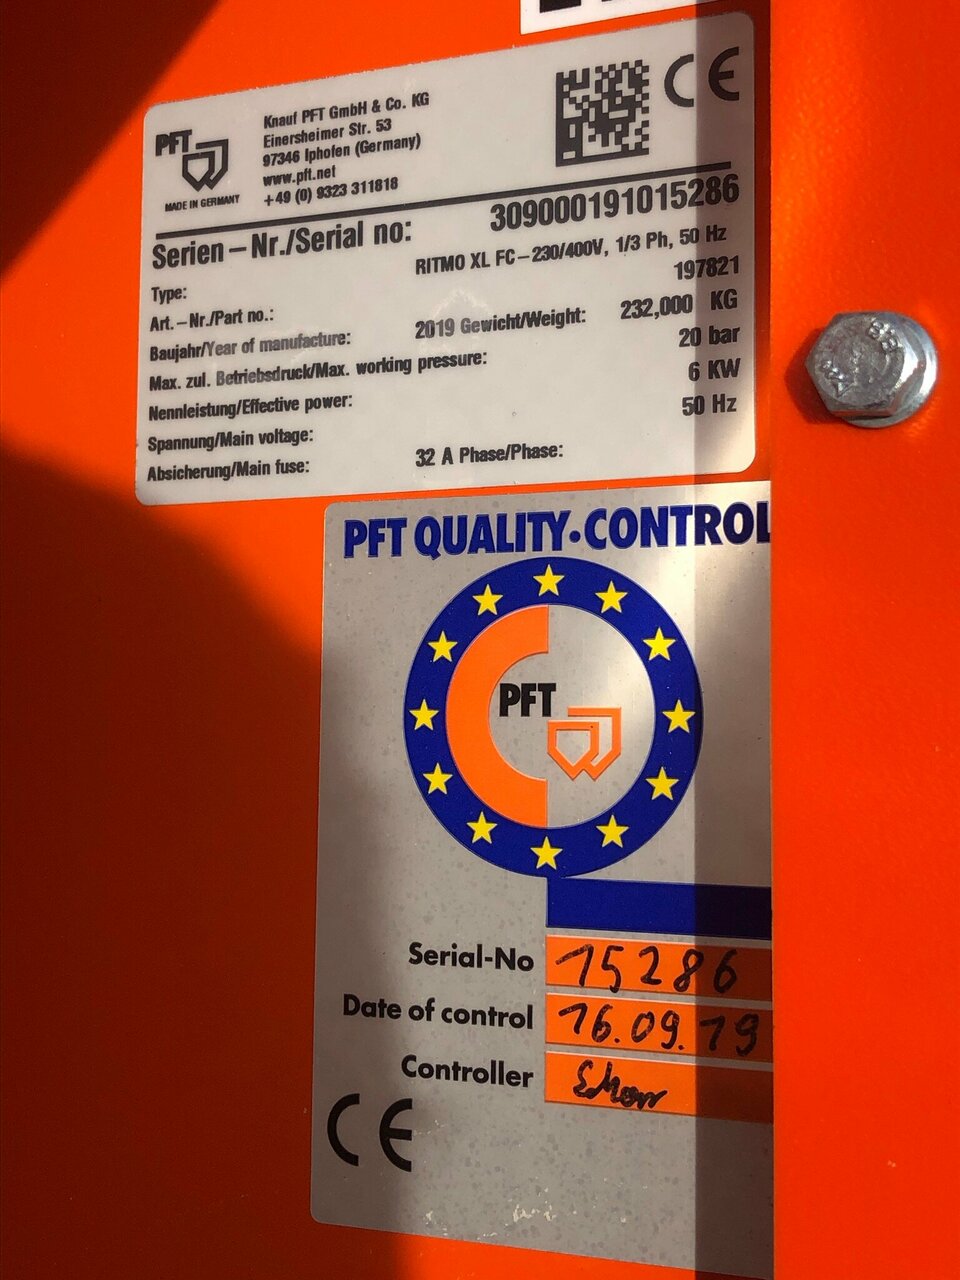 PFT
MADE IN GERMANY
Knauf PFT GmbH & Co. KG
Einersheimer Str. 53
97346 Iphofen (Germany)
www.pft.net
+49 (0) 9323 311818
CE
Serien-Nr./Serial no: 309000191015286
Type: RITMO XL FC-230/400V, 1/3 Ph, 50 Hz
Art.-Nr./Part no.: 197821
Baujahr/Year of manufacture: 2019 Gewicht/Weight: 232,000 KG
Max. zul. Betriebsdruck/Max. working pressure: 20 bar
Nennleistung/Effective power: 6 KW
Spannung/Main voltage: 50 Hz
Absicherung/Main fuse: 32 A Phase/Phase:
PFT QUALITY·CONTROL
PFT
Serial-No 15286
Date of control 16.09.19
Controller
CE